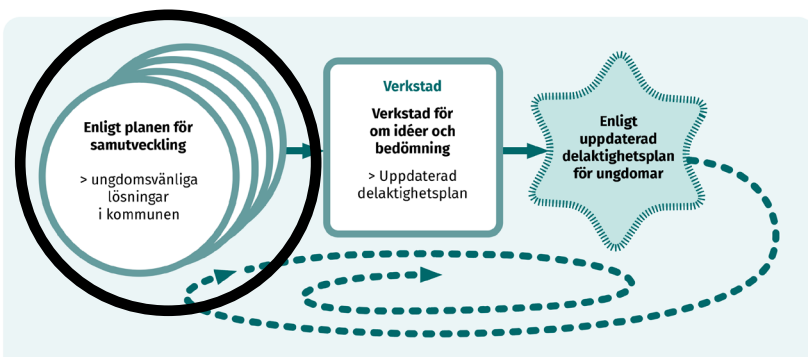 Enligt planen för
samutveckling
> ungdomsvänliga
lösningar
i kommunen
Verkstad
Verkstad för
om idéer och
bedömning
> Uppdaterad
delaktighetsplan
Enligt
uppdaterad
delaktighetsplan
för ungdomar